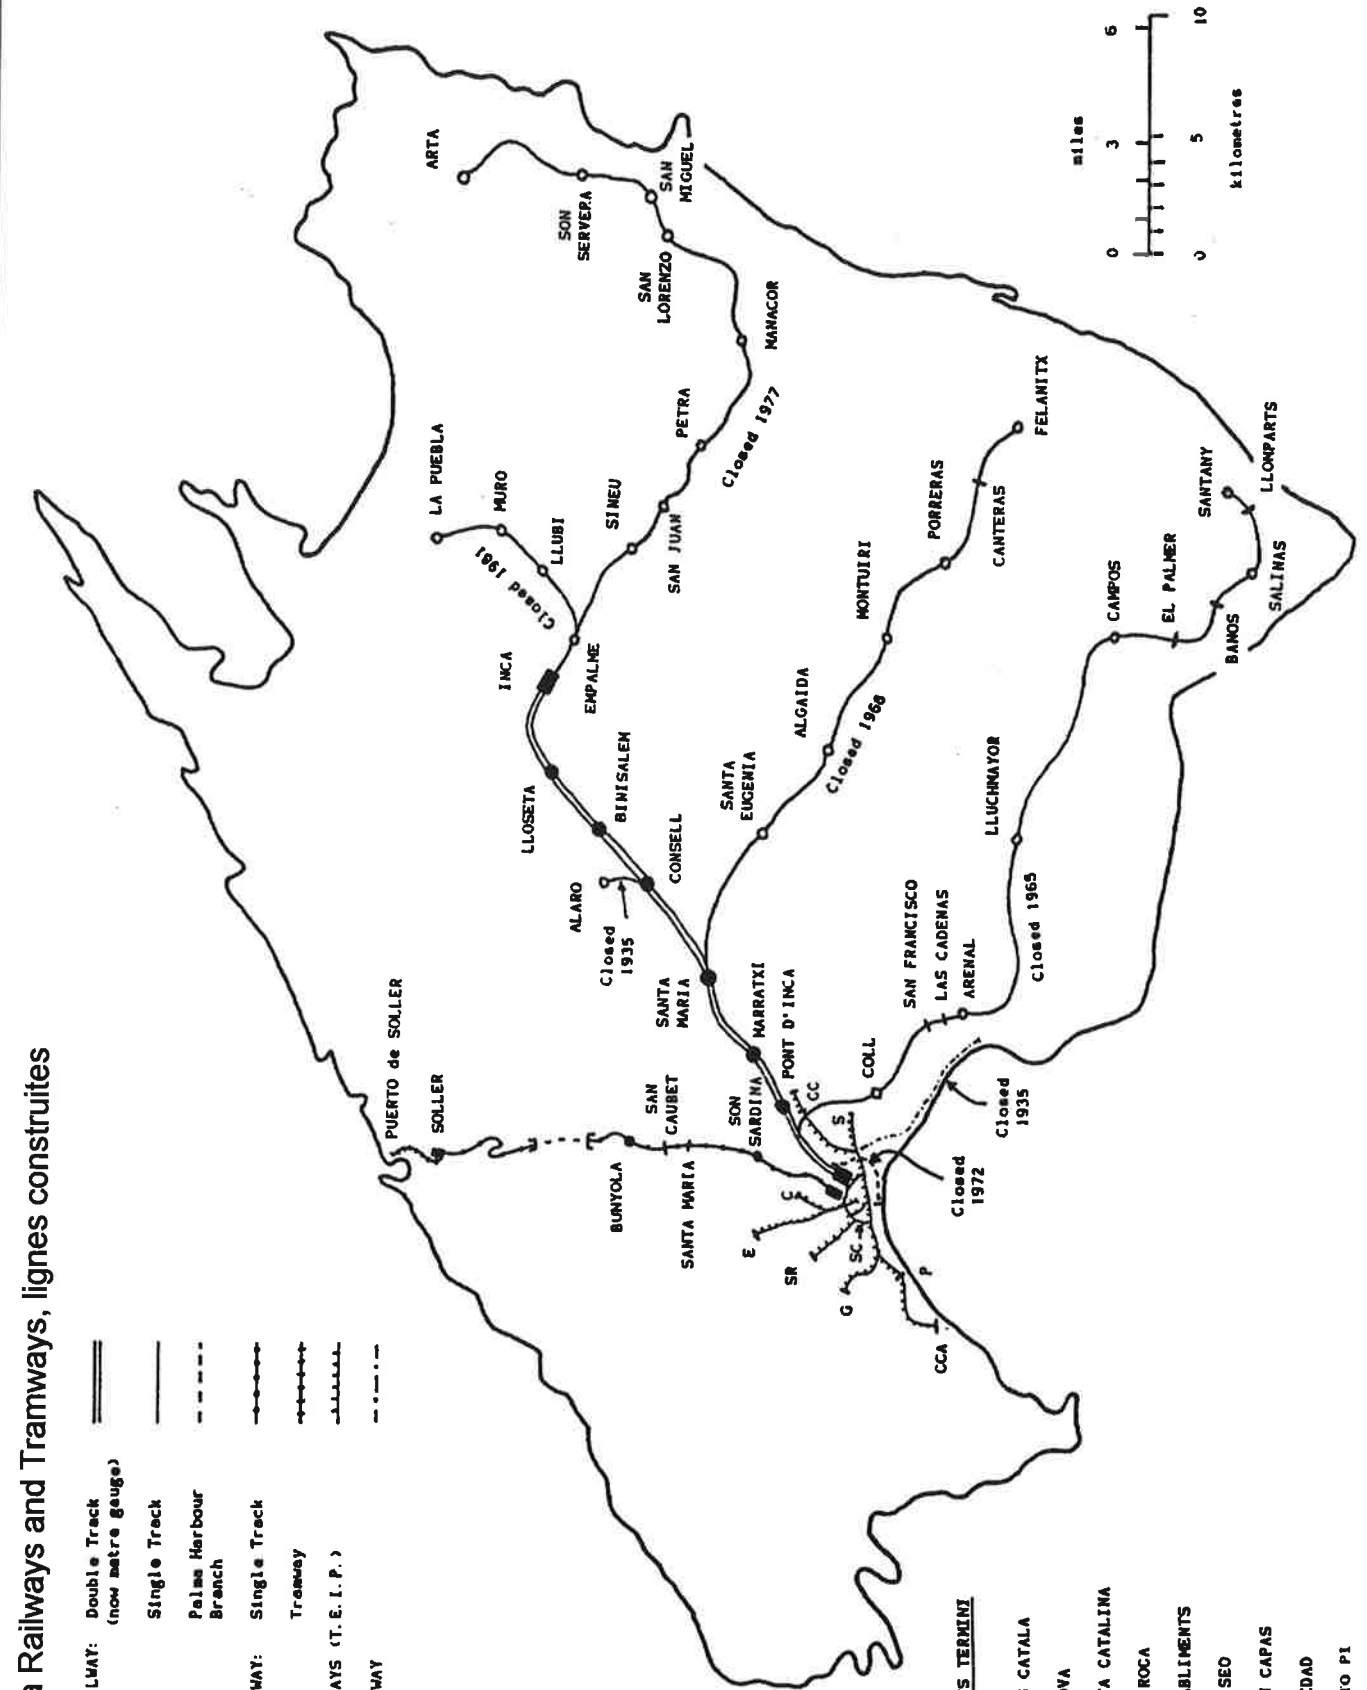 Railways and Tramways, lignes construites
LWAY: Double Track
(now metre gauge)
Single Track
Palma Harbour
Branch
WAY: Single Track
Tramway
AYS (T.E.I.P.)
WAY
S TERMINI
CATALA
VA
A CATALINA
ROCA
ABLIMENTS
SEO
N CAPAS
EDAD
TO PI
PUERTO de SOLLER
SOLLER
BUNYOLA
SAN
CAUBET
SANTA MARIA
SON
SARDINA
PONT D'INCA
MARRATXI
SANTA
MARIA
ALARO
Closed
1935
CONSELL
BINISALEM
LLOSETA
INCA
EMPALME
Closed 1981
LLUBI
MURO
LA PUEBLA
SINEU
SAN JUAN
PETRA
Closed 1977
MANACOR
SAN
LORENZO
SAN
MIGUEL
SON
SERVERA
ARTA
SANTA
EUGENIA
ALGAIDA
Closed 1968
MONTUIRI
PORRERAS
CANTERAS
FELANITX
COLL
SAN FRANCISCO
LAS CADENAS
ARENAL
Closed 1965
LLUCHMAYOR
CAMPOS
EL PALMER
BANOS
SALINAS
SANTANY
LLOMPARTS
Closed
1935
Closed
1972
CC
S
C
E
SR
SC
G
P
CCA
miles
0 3 6
0 5 10
kilometres